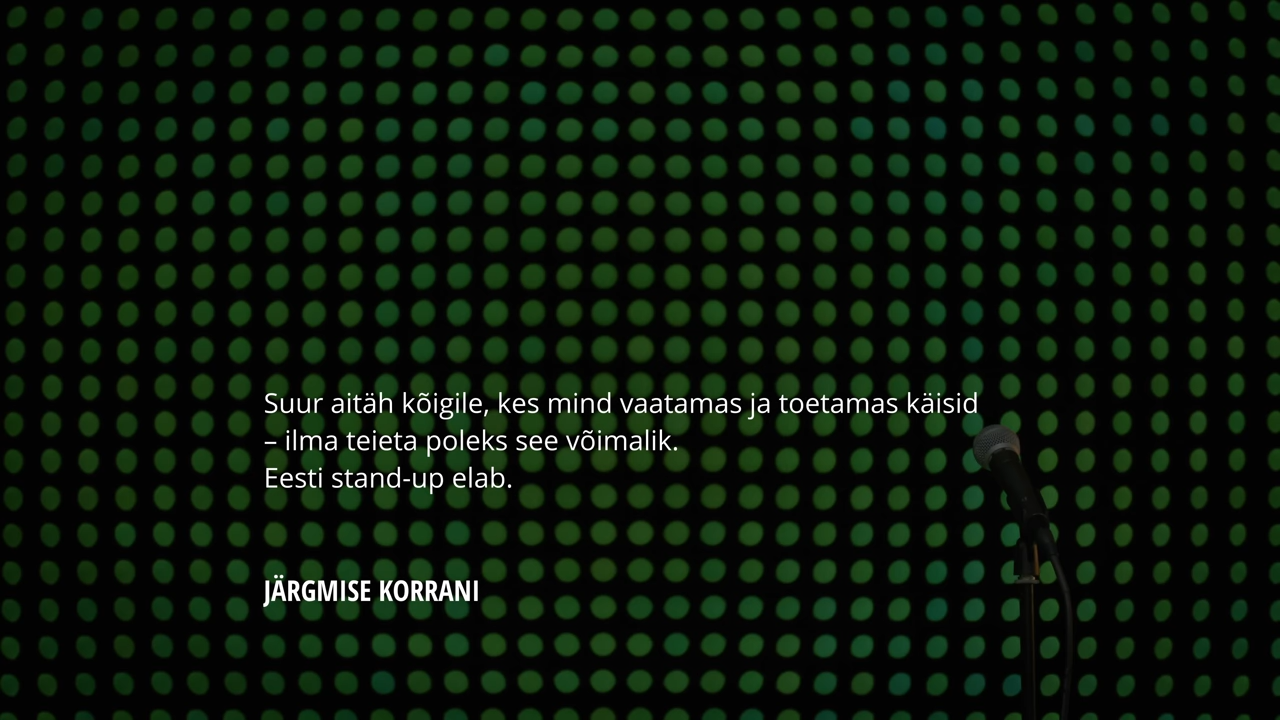 Suur aitäh kõigile, kes mind vaatamas ja toetamas käisid
– ilma teieta poleks see võimalik.
Eesti stand-up elab.
JÄRGMISE KORRANI